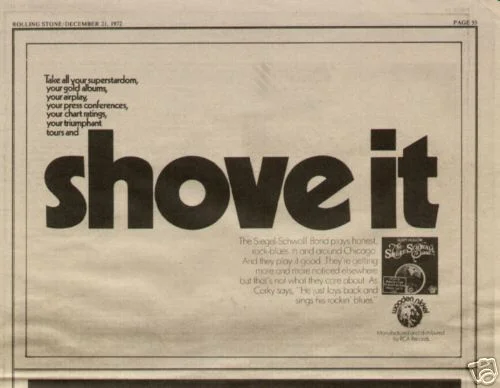 ROLLING STONE/DECEMBER 21, 1972
PAGE 55
Take all your superstardom,
your gold albums,
your airplay,
your press conferences,
your chart ratings,
your triumphant
tours and
shove it
The Siegel-Schwall Band plays honest,
rock-blues in and around Chicago.
And they play it good. They're getting
more and more noticed elsewhere,
but that's not what they care about. As
Corky says, "He just lays back and
sings his rockin' blues."
The
Siegel Schwall
Band
wooden nickel
Manufactured and distributed
by RCA Records